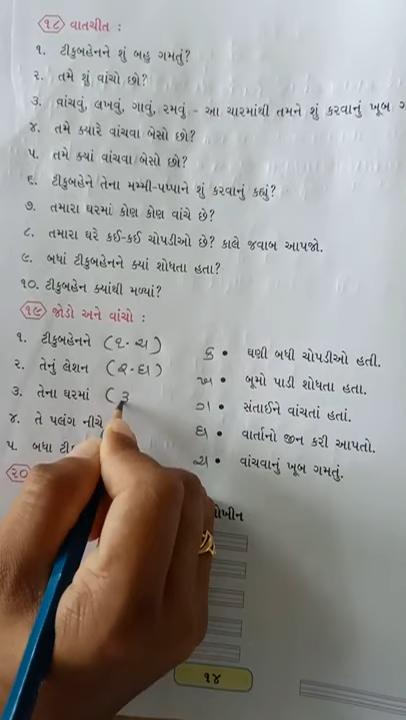 ૧૮ વાતચીત :
૧. ટીકુબહેનને શું બહુ ગમતું?
૨. તમે શું વાંચો છો?
૩. વાંચવું, લખવું, ગાવું, રમવું - આ ચારમાંથી તમને શું કરવાનું ખૂબ
૪. તમે ક્યારે વાંચવા બેસો છો?
૫. તમે ક્યાં વાંચવા બેસો છો?
૬. ટીકુબહેને તેના મમ્મી-પપ્પાને શું કરવાનું કહ્યું?
૭. તમારા ઘરમાં કોણ કોણ વાંચે છે?
૮. તમારા ઘરે કઈ-કઈ ચોપડીઓ છે? કાલે જવાબ આપજો.
૯. બધાં ટીકુબહેનને ક્યાં શોધતા હતા?
૧૦. ટીકુબહેન ક્યાંથી મળ્યાં?
૧૯ જોડો અને વાંચો :
૧. ટીકુબહેનને (૧-ચ) ક • ઘણી બધી ચોપડીઓ હતી.
૨. તેનું લેશન (૨-ઘ) ખ • બૂમો પાડી શોધતા હતા.
૩. તેના ઘરમાં (૩ ગ • સંતાઈને વાંચતાં હતાં.
૪. તે પલંગ નીચે ઘ • વાર્તાનો જીન કરી આપતો.
૫. બધા ચ • વાંચવાનું ખૂબ ગમતું.
૨૦
૧૪